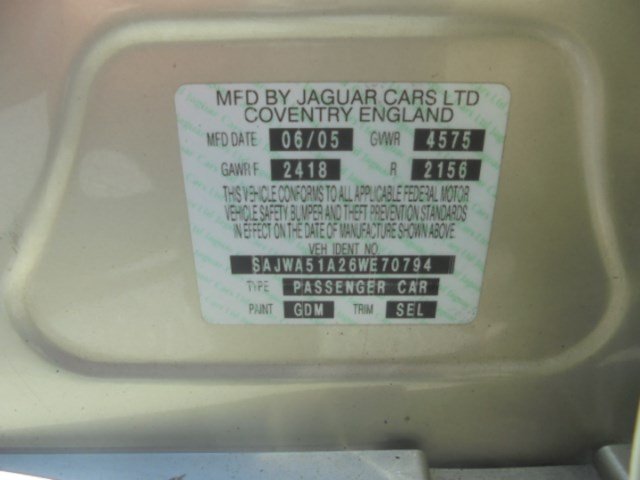 MFD BY JAGUAR CARS LTD
COVENTRY ENGLAND
MFD DATE 06/05 GVWR 4575
GAWR F 2418 R 2156
THIS VEHICLE CONFORMS TO ALL APPLICABLE FEDERAL MOTOR
VEHICLE SAFETY BUMPER AND THEFT PREVENTION STANDARDS
IN EFFECT ON THE DATE OF MANUFACTURE SHOWN ABOVE.
VEH IDENT NO.
SAJWA51A26WE70794
TYPE PASSENGER CAR
PAINT GDM TRIM SEL